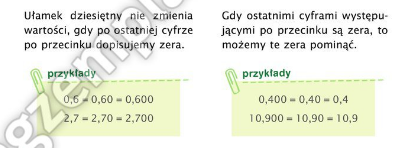 Ułamek dziesiętny nie zmienia
wartości, gdy po ostatniej cyfrze
po przecinku dopisujemy zera.
przykłady
0,6 = 0,60 = 0,600
2,7 = 2,70 = 2,700
Gdy ostatnimi cyframi występu-
jącymi po przecinku są zera, to
możemy te zera pominąć.
przykłady
0,400 = 0,40 = 0,4
10,900 = 10,90 = 10,9